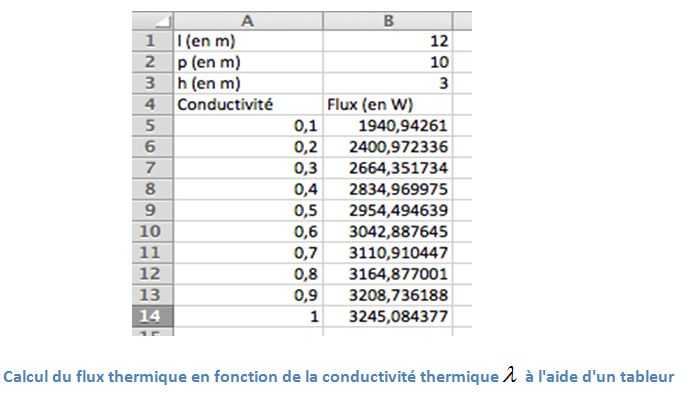 A B
1 l (en m) 12
2 p (en m) 10
3 h (en m) 3
4 Conductivité Flux (en W)
5 0,1 1940,94261
6 0,2 2400,972336
7 0,3 2664,351734
8 0,4 2834,969975
9 0,5 2954,494639
10 0,6 3042,887645
11 0,7 3110,910447
12 0,8 3164,877001
13 0,9 3208,736188
14 1 3245,084377
Calcul du flux thermique en fonction de la conductivité thermique λ à l'aide d'un tableur